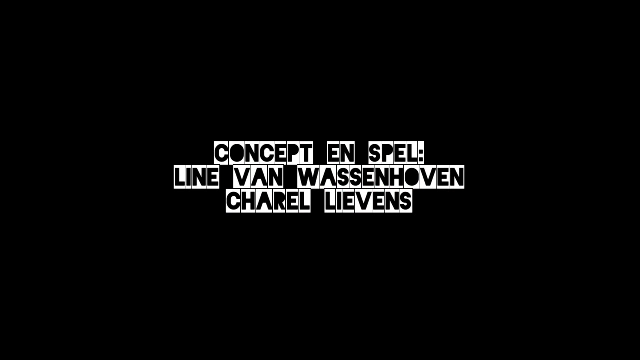 CONCEPT EN SPEL:
LINE VAN WASSENHOVEN
CHAREL LIEVENS